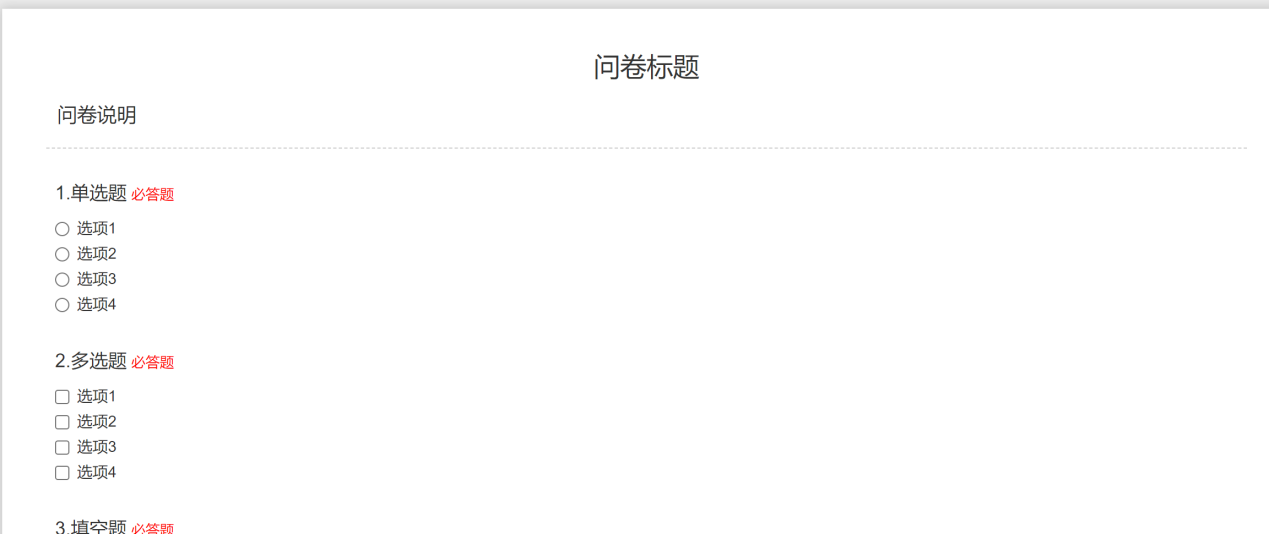 问卷标题
问卷说明
1.单选题 必答题
选项1
选项2
选项3
选项4
2.多选题 必答题
选项1
选项2
选项3
选项4
3.填空题 必答题